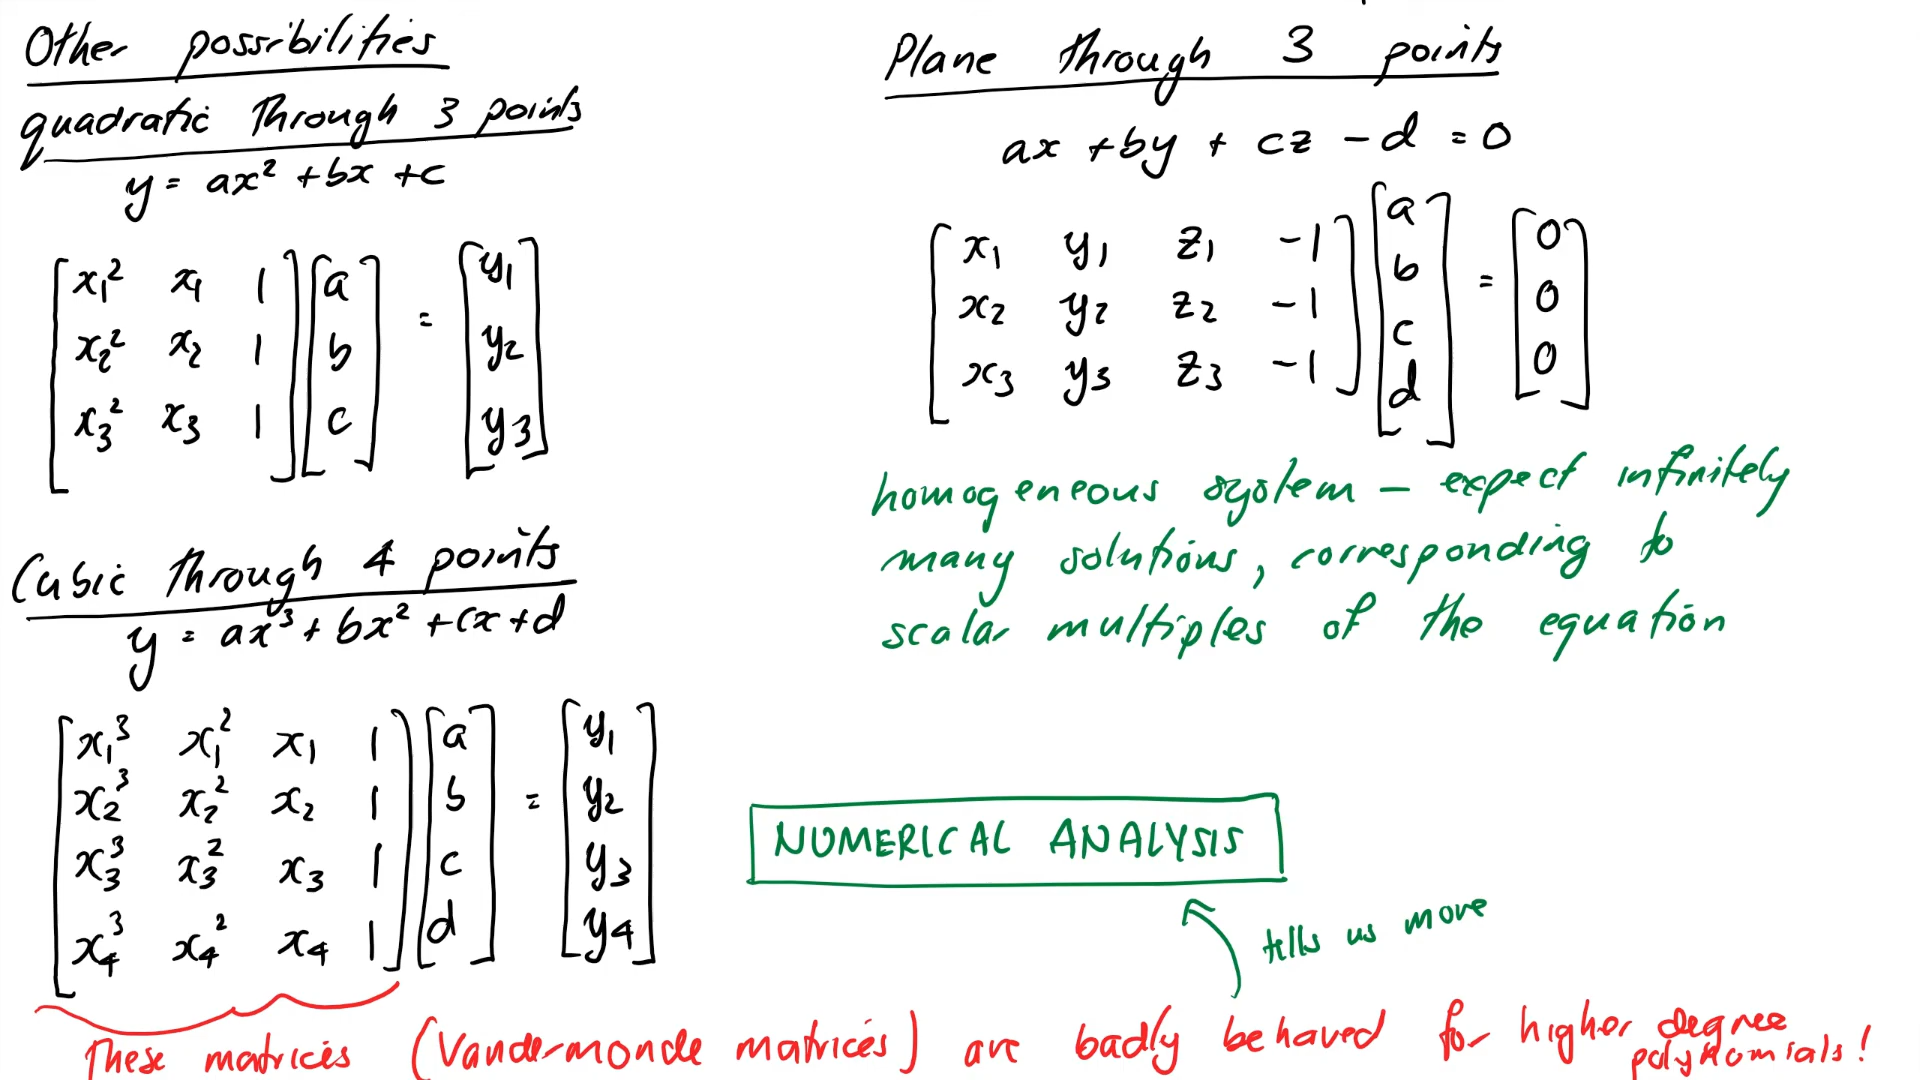 Other possibilities
quadratic through 3 points
y = ax² + bx + c
[x₁² x₁ 1] [a] = [y₁]
[x₂² x₂ 1] [b] [y₂]
[x₃² x₃ 1] [c] [y₃]
Cubic through 4 points
y = ax³ + bx² + cx + d
[x₁³ x₁² x₁ 1] [a] = [y₁]
[x₂³ x₂² x₂ 1] [b] [y₂]
[x₃³ x₃² x₃ 1] [c] [y₃]
[x₄³ x₄² x₄ 1] [d] [y₄]
Plane through 3 points
ax + by + cz - d = 0
[x₁ y₁ z₁ -1] [a] = [0]
[x₂ y₂ z₂ -1] [b] [0]
[x₃ y₃ z₃ -1] [c] [0]
[d]
homogeneous system - expect infinitely
many solutions, corresponding to
scalar multiples of the equation
NUMERICAL ANALYSIS
tells us more
These matrices (Vandermonde matrices) are badly behaved for higher degree
polynomials!